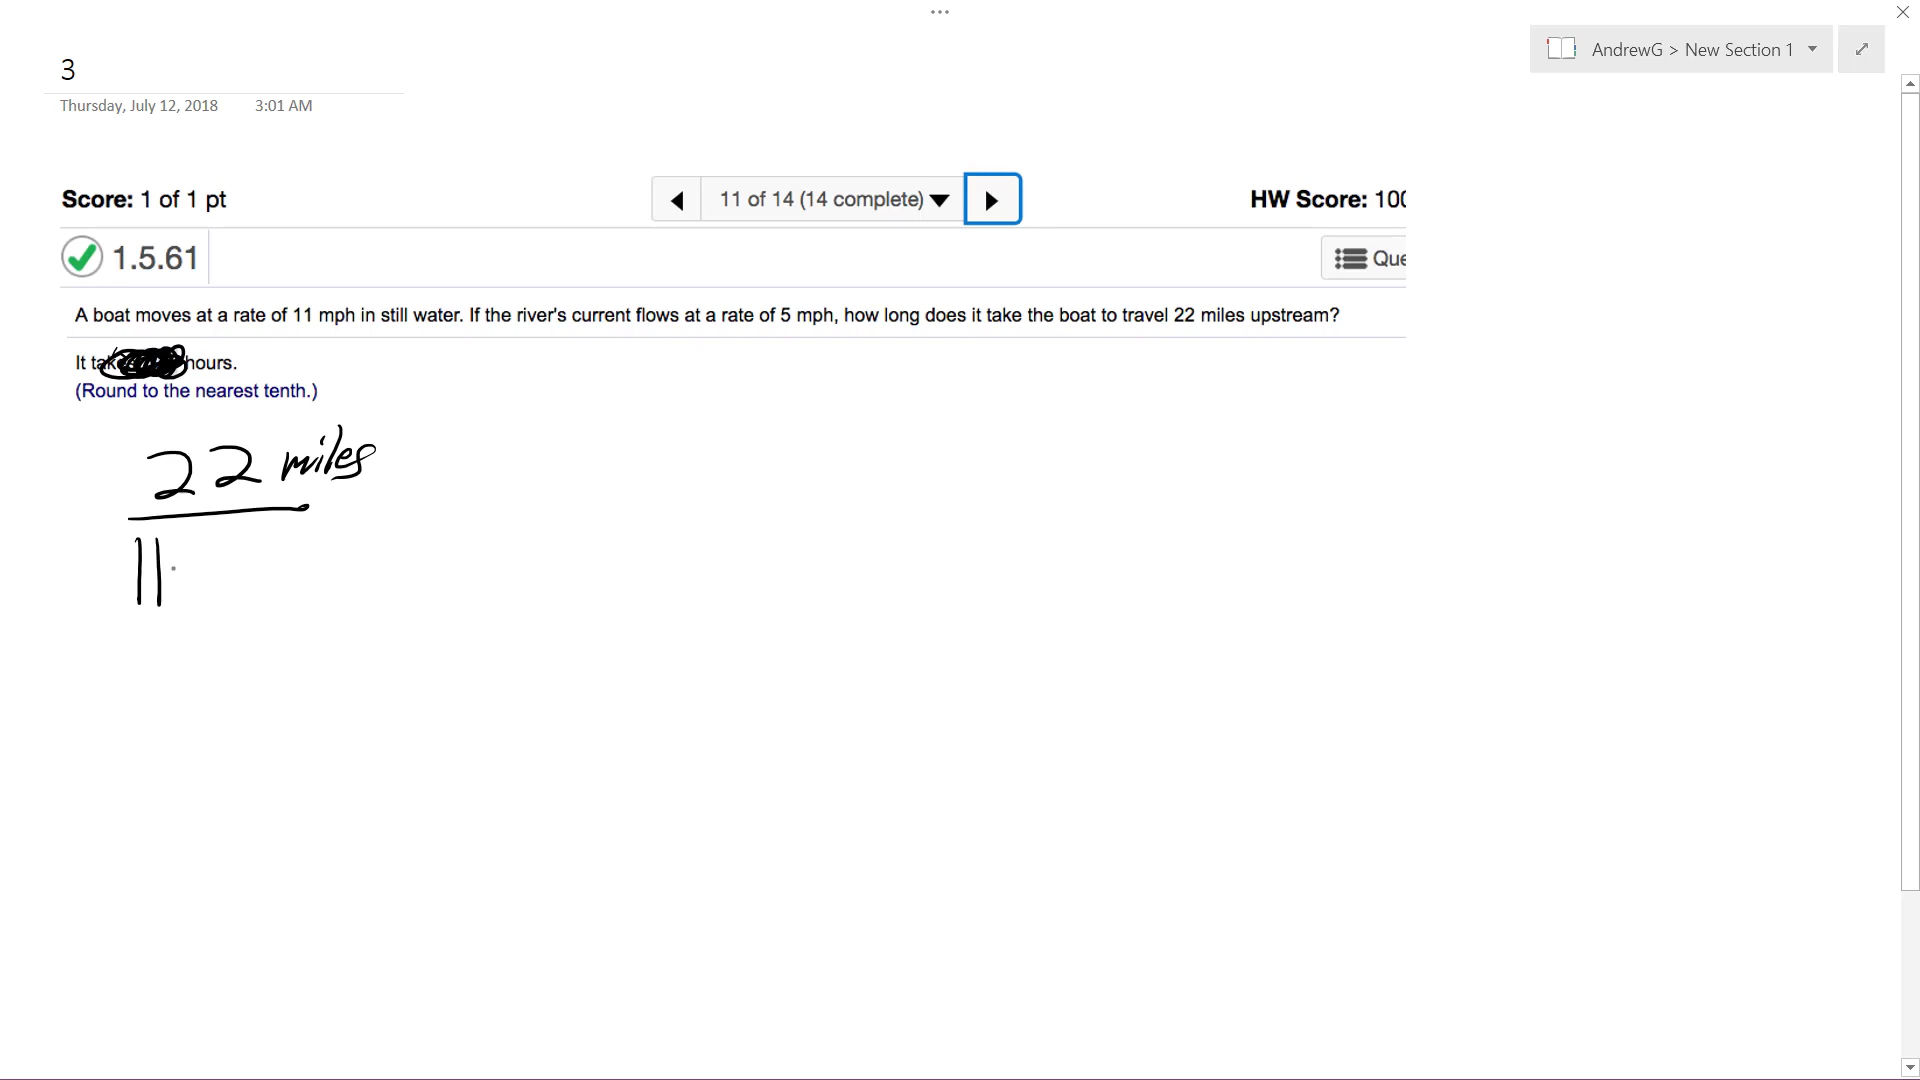 AndrewG > New Section 1
3
Thursday, July 12, 2018 3:01 AM
Score: 1 of 1 pt 11 of 14 (14 complete) HW Score: 100
1.5.61 Que
A boat moves at a rate of 11 mph in still water. If the river's current flows at a rate of 5 mph, how long does it take the boat to travel 22 miles upstream?
It hours.
(Round to the nearest tenth.)
22 miles
11